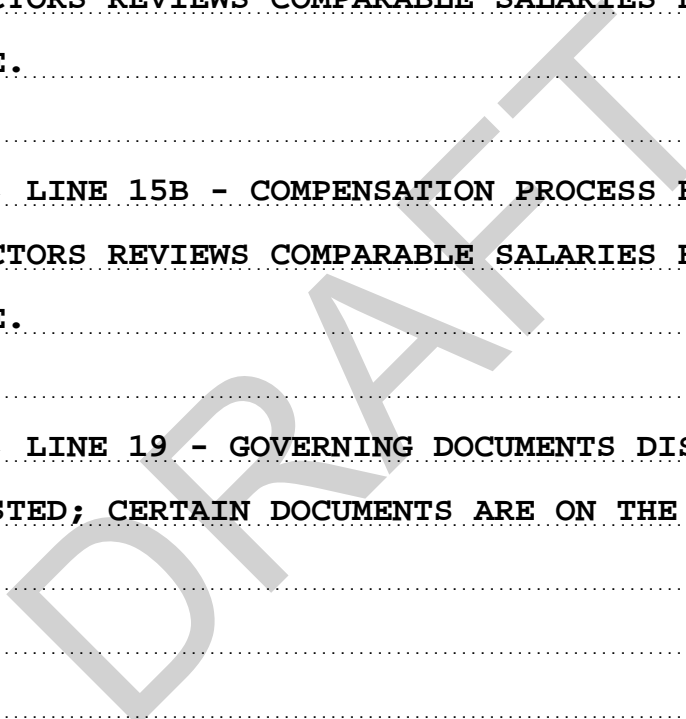 CTORS REVIEWS COMPARABLE SALARIES
E.
LINE 15B - COMPENSATION PROCESS
CTORS REVIEWS COMPARABLE SALARIES
E.
LINE 19 - GOVERNING DOCUMENTS DIS
STED; CERTAIN DOCUMENTS ARE ON THE
DRAFT